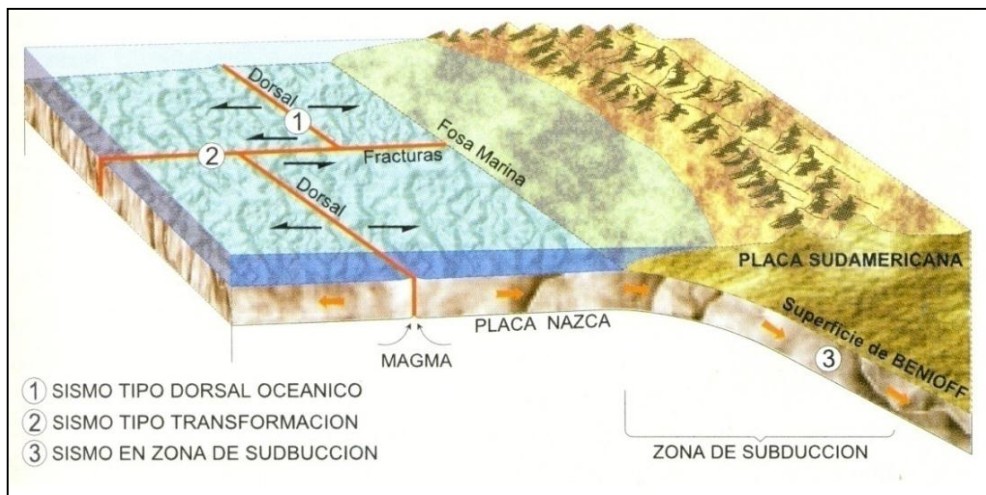 Dorsal
1
2
Fracturas
Fosa Marina
Dorsal
PLACA SUDAMERICANA
Superficie de BENIOFF
PLACA NAZCA
3
MAGMA
1 SISMO TIPO DORSAL OCEANICO
2 SISMO TIPO TRANSFORMACION
3 SISMO EN ZONA DE SUDBUCCION
ZONA DE SUBDUCCION